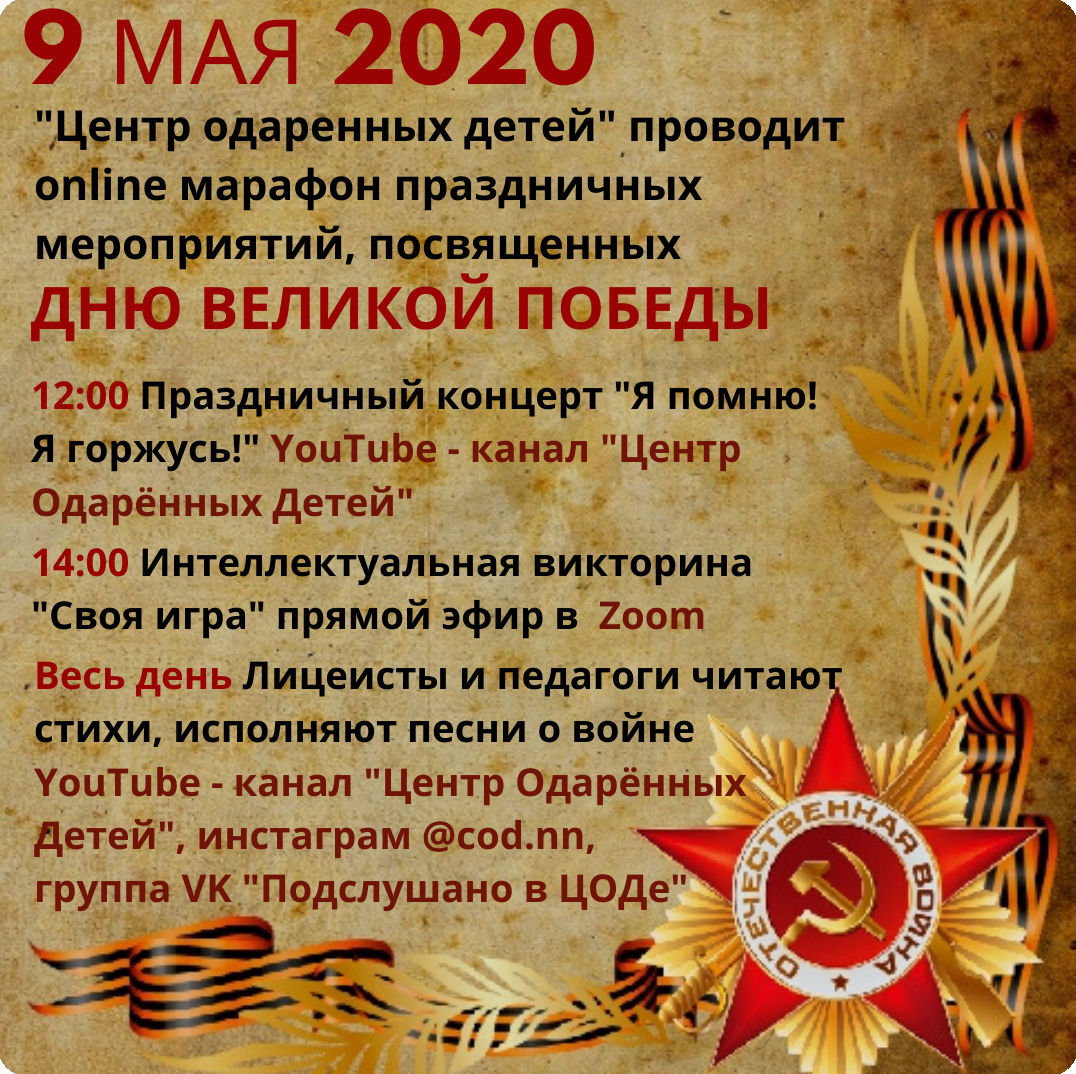 9 МАЯ 2020
"Центр одаренных детей" проводит
online марафон праздничных
мероприятий, посвященных
ДНЮ ВЕЛИКОЙ ПОБЕДЫ
12:00 Праздничный концерт "Я помню!
Я горжусь!" YouTube - канал "Центр
Одарённых Детей"
14:00 Интеллектуальная викторина
"Своя игра" прямой эфир в Zoom
Весь день Лицеисты и педагоги читают
стихи, исполняют песни о войне
YouTube - канал "Центр Одарённых
Детей", инстаграм @cod.nn,
группа VK "Подслушано в ЦОДе"
ОТЕЧЕСТВЕННАЯ ВОЙНА